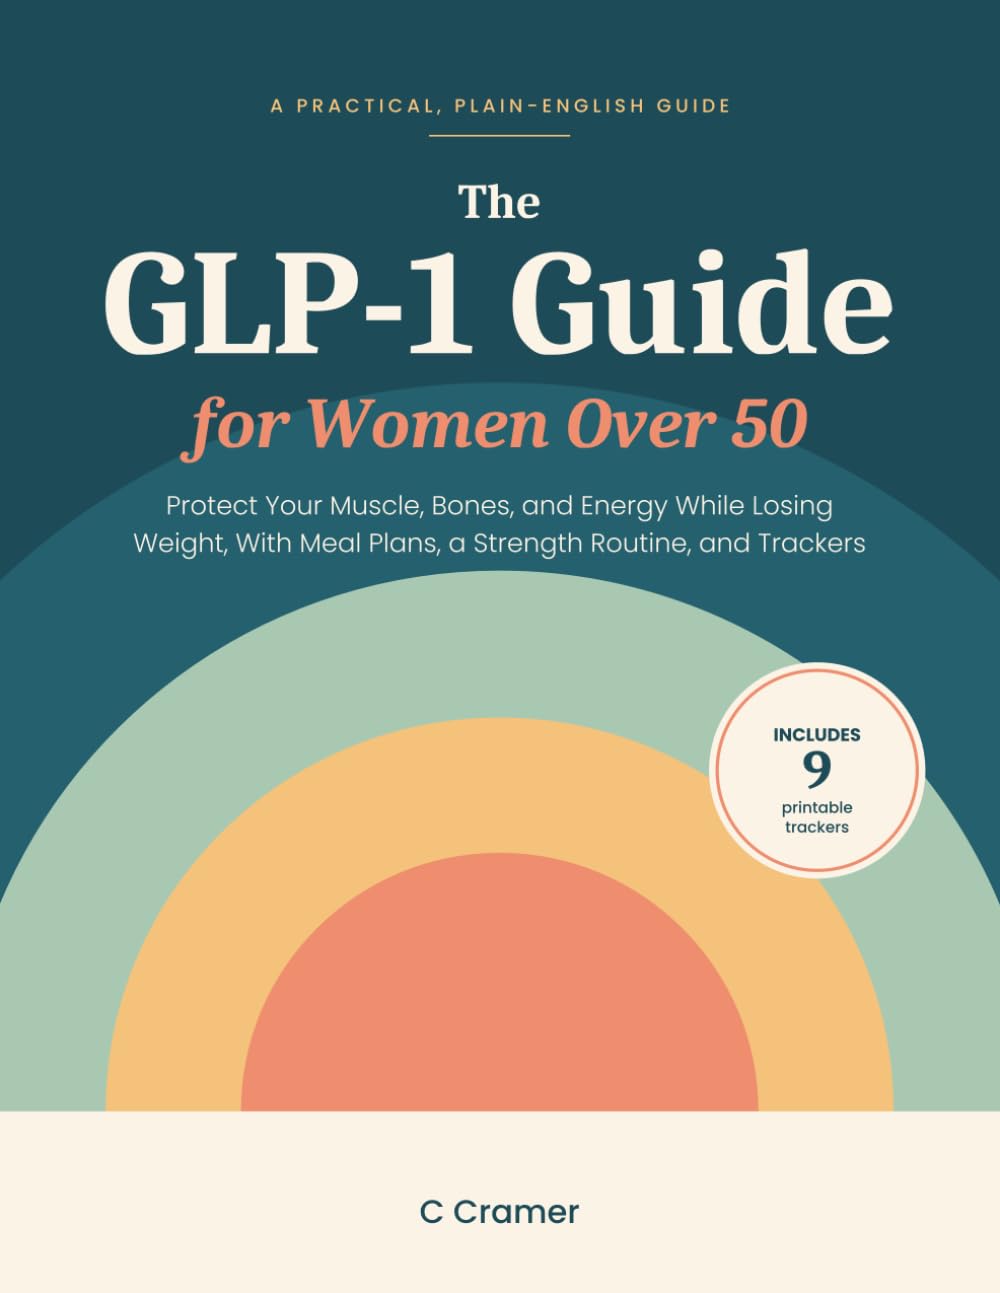 A PRACTICAL, PLAIN-ENGLISH GUIDE
The
GLP-1 Guide
for Women Over 50
Protect Your Muscle, Bones, and Energy While Losing
Weight, With Meal Plans, a Strength Routine, and Trackers
INCLUDES
9
printable
trackers
C Cramer